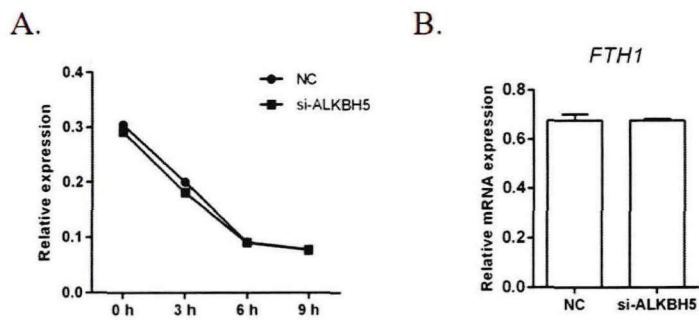 A.
Relative expression
0.4
0.3
0.2
0.1
0.0
0 h 3 h 6 h 9 h
NC
si-ALKBH5
B.
FTH1
Relative mRNA expression
0.8
0.6
0.4
0.2
0.0
NC si-ALKBH5